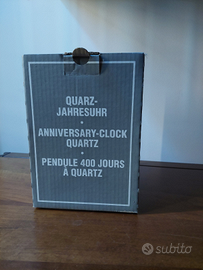 QUARZ-
JAHRESUHR
•
ANNIVERSARY-CLOCK
QUARTZ
•
PENDULE 400 JOURS
À QUARTZ
subito